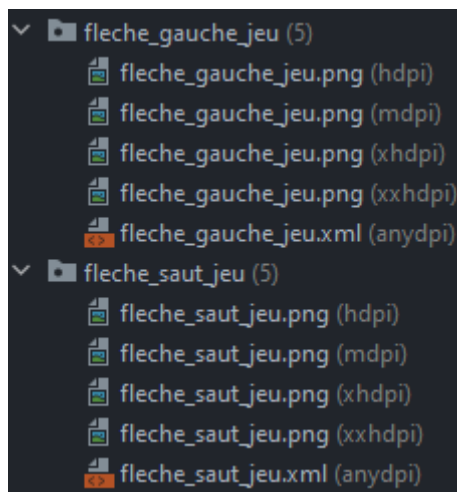 fleche_gauche_jeu (5)
fleche_gauche_jeu.png (hdpi)
fleche_gauche_jeu.png (mdpi)
fleche_gauche_jeu.png (xhdpi)
fleche_gauche_jeu.png (xxhdpi)
fleche_gauche_jeu.xml (anydpi)
fleche_saut_jeu (5)
fleche_saut_jeu.png (hdpi)
fleche_saut_jeu.png (mdpi)
fleche_saut_jeu.png (xhdpi)
fleche_saut_jeu.png (xxhdpi)
fleche_saut_jeu.xml (anydpi)